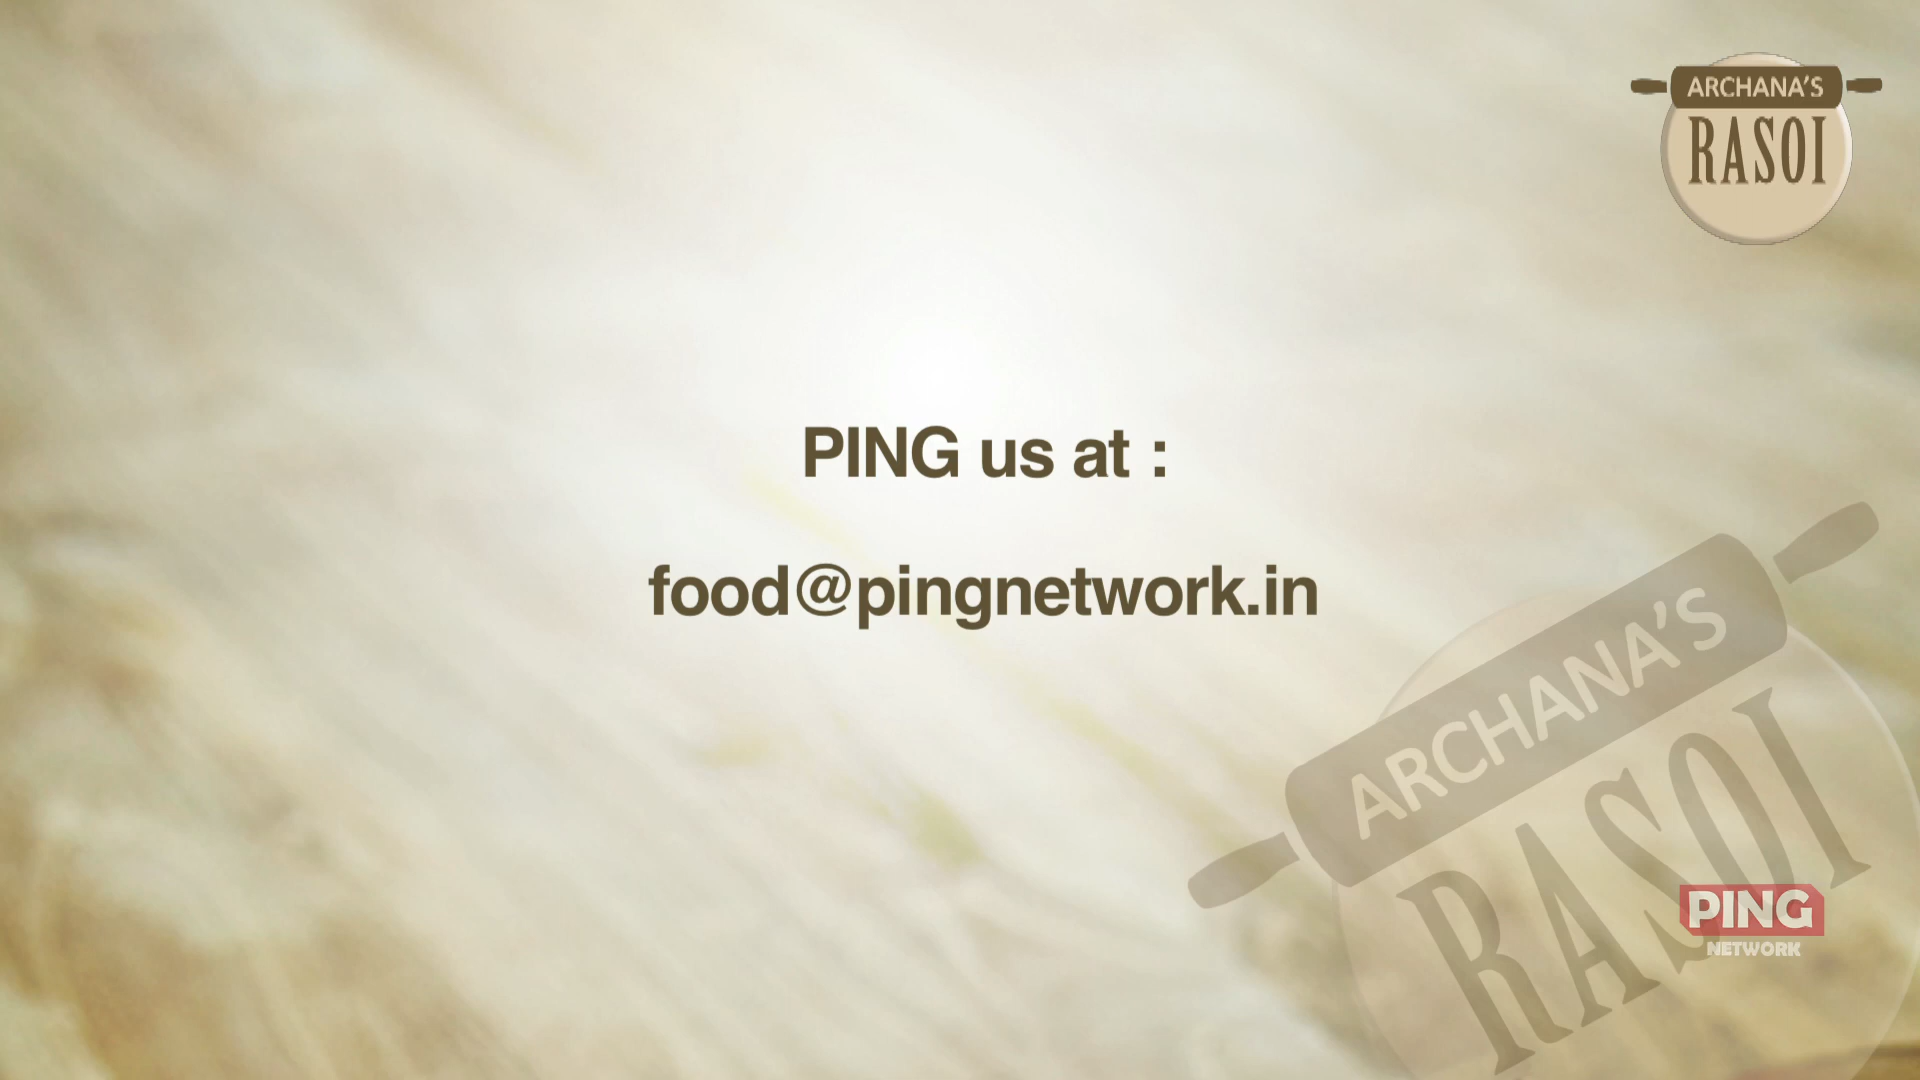 ARCHANA'S
RASOI
PING us at :
food@pingnetwork.in
ARCHANA'S
RASOI
PING
NETWORK